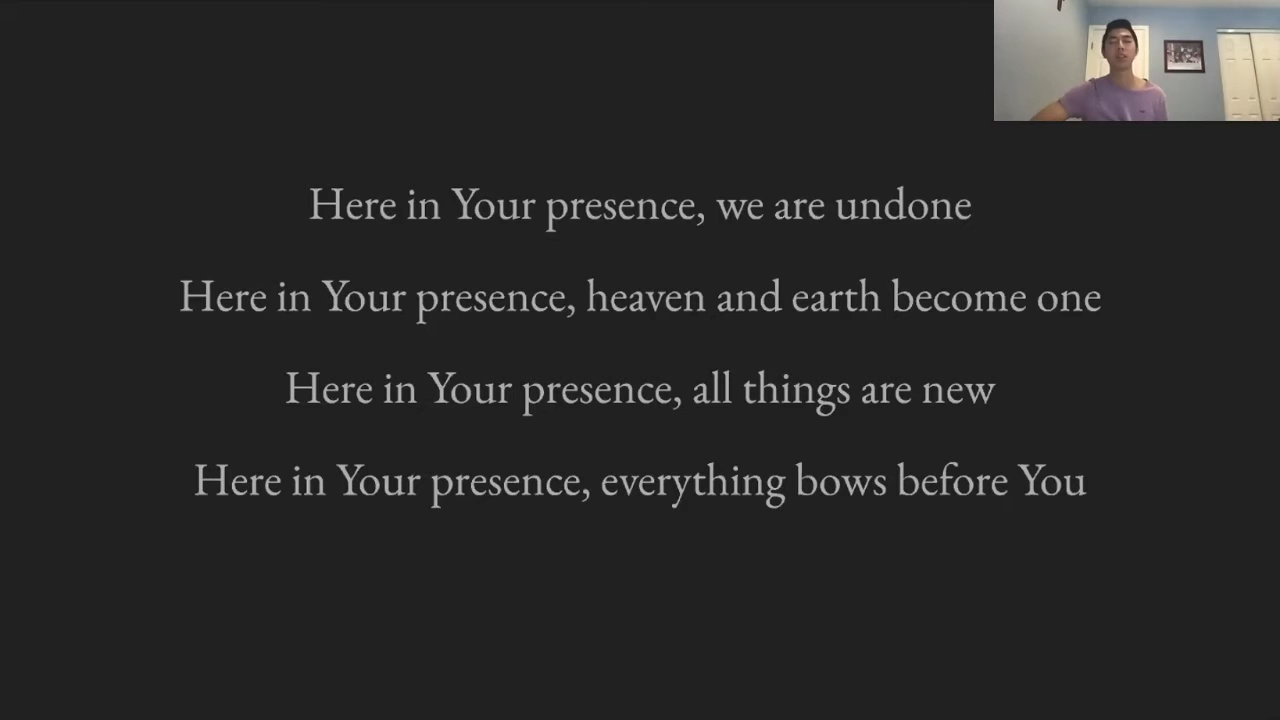 Here in Your presence, we are undone
Here in Your presence, heaven and earth become one
Here in Your presence, all things are new
Here in Your presence, everything bows before You